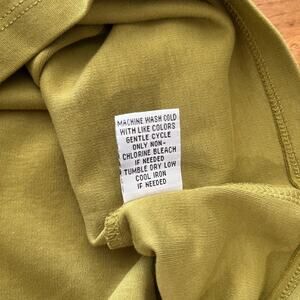 MACHINE WASH COLD
WITH LIKE COLORS
GENTLE CYCLE
ONLY NON-
CHLORINE BLEACH
IF NEEDED
TUMBLE DRY LOW
COOL IRON
IF NEEDED